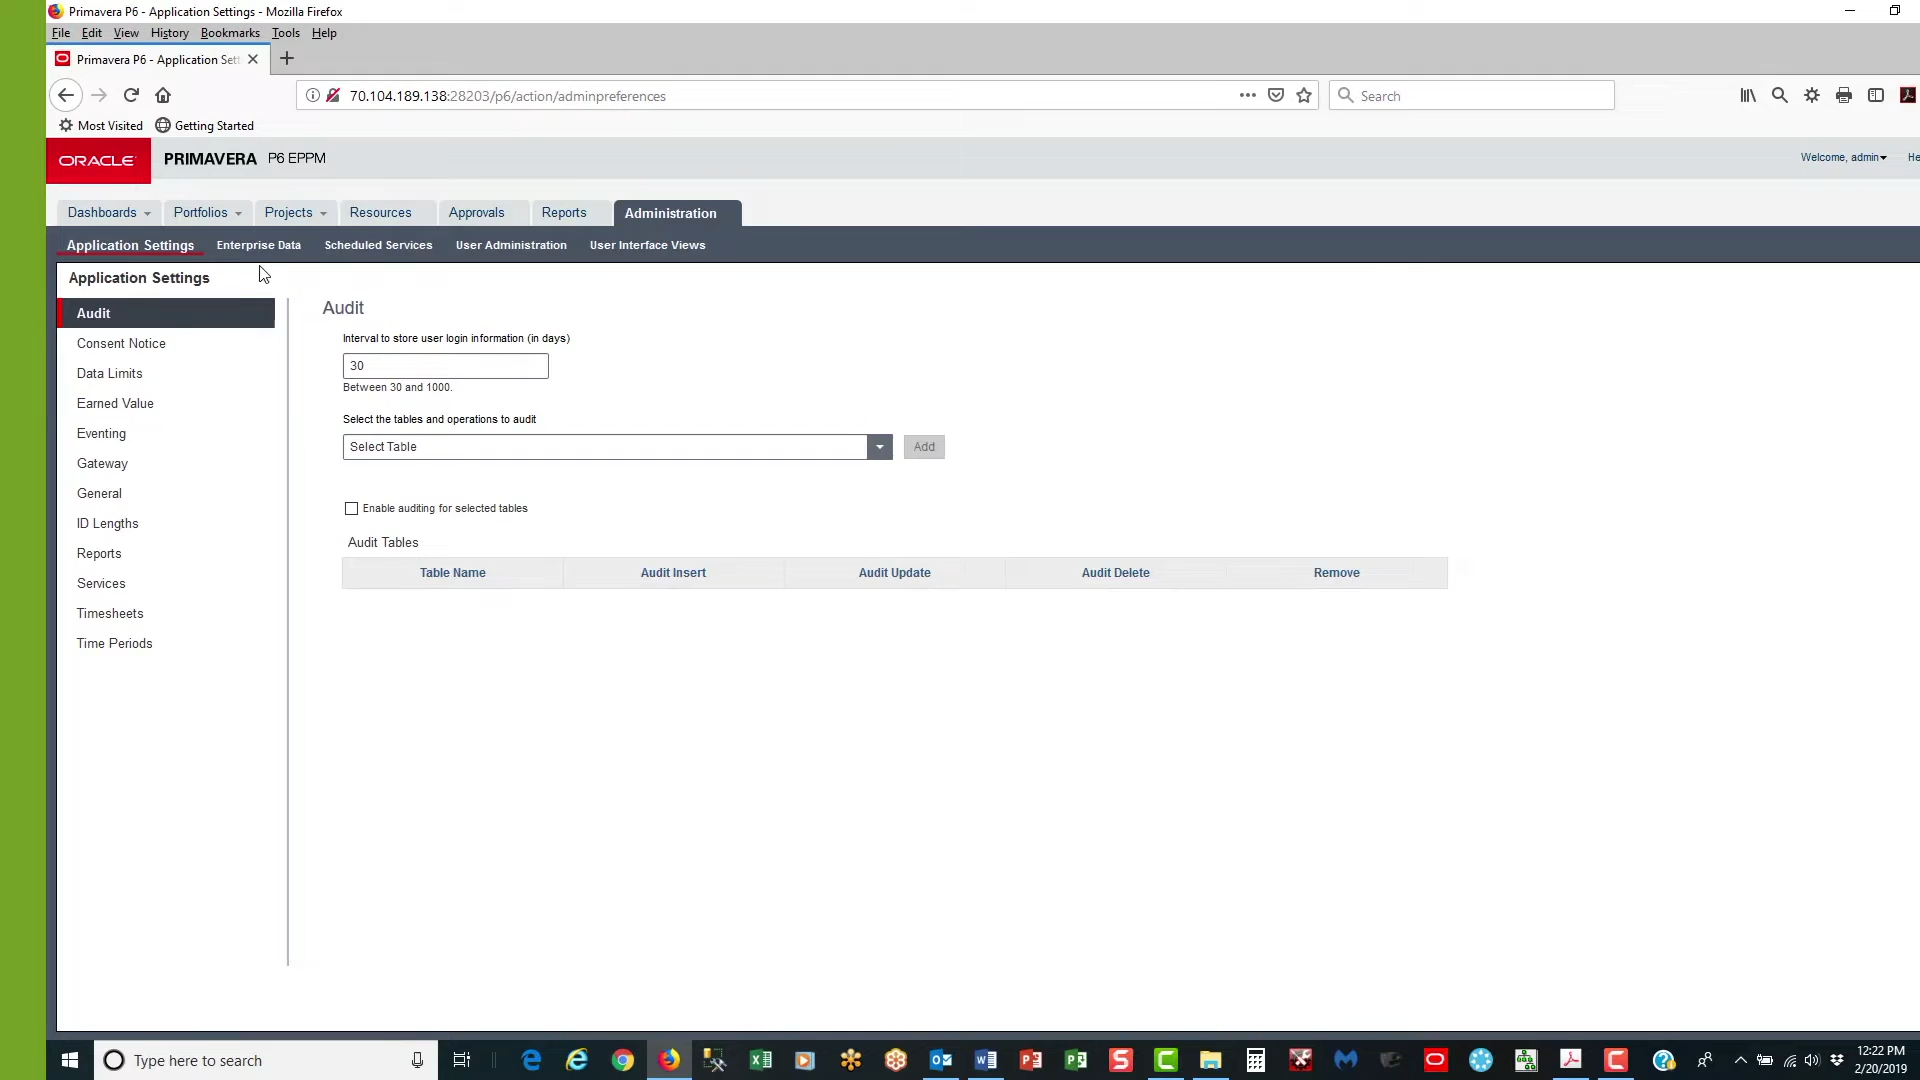 Primavera P6 - Application Settings - Mozilla Firefox
File Edit View History Bookmarks Tools Help
Primavera P6 - Application Sett
70.104.189.138:28203/p6/action/adminpreferences
Search
Most Visited Getting Started
ORACLE PRIMAVERA P6 EPPM
Welcome, admin He
Dashboards Portfolios Projects Resources Approvals Reports Administration
Application Settings Enterprise Data Scheduled Services User Administration User Interface Views
Application Settings
Audit
Consent Notice
Data Limits
Earned Value
Eventing
Gateway
General
ID Lengths
Reports
Services
Timesheets
Time Periods
Audit
Interval to store user login information (in days)
30
Between 30 and 1000.
Select the tables and operations to audit
Select Table Add
Enable auditing for selected tables
Audit Tables
Table Name Audit Insert Audit Update Audit Delete Remove
Type here to search
12:22 PM
2/20/2019